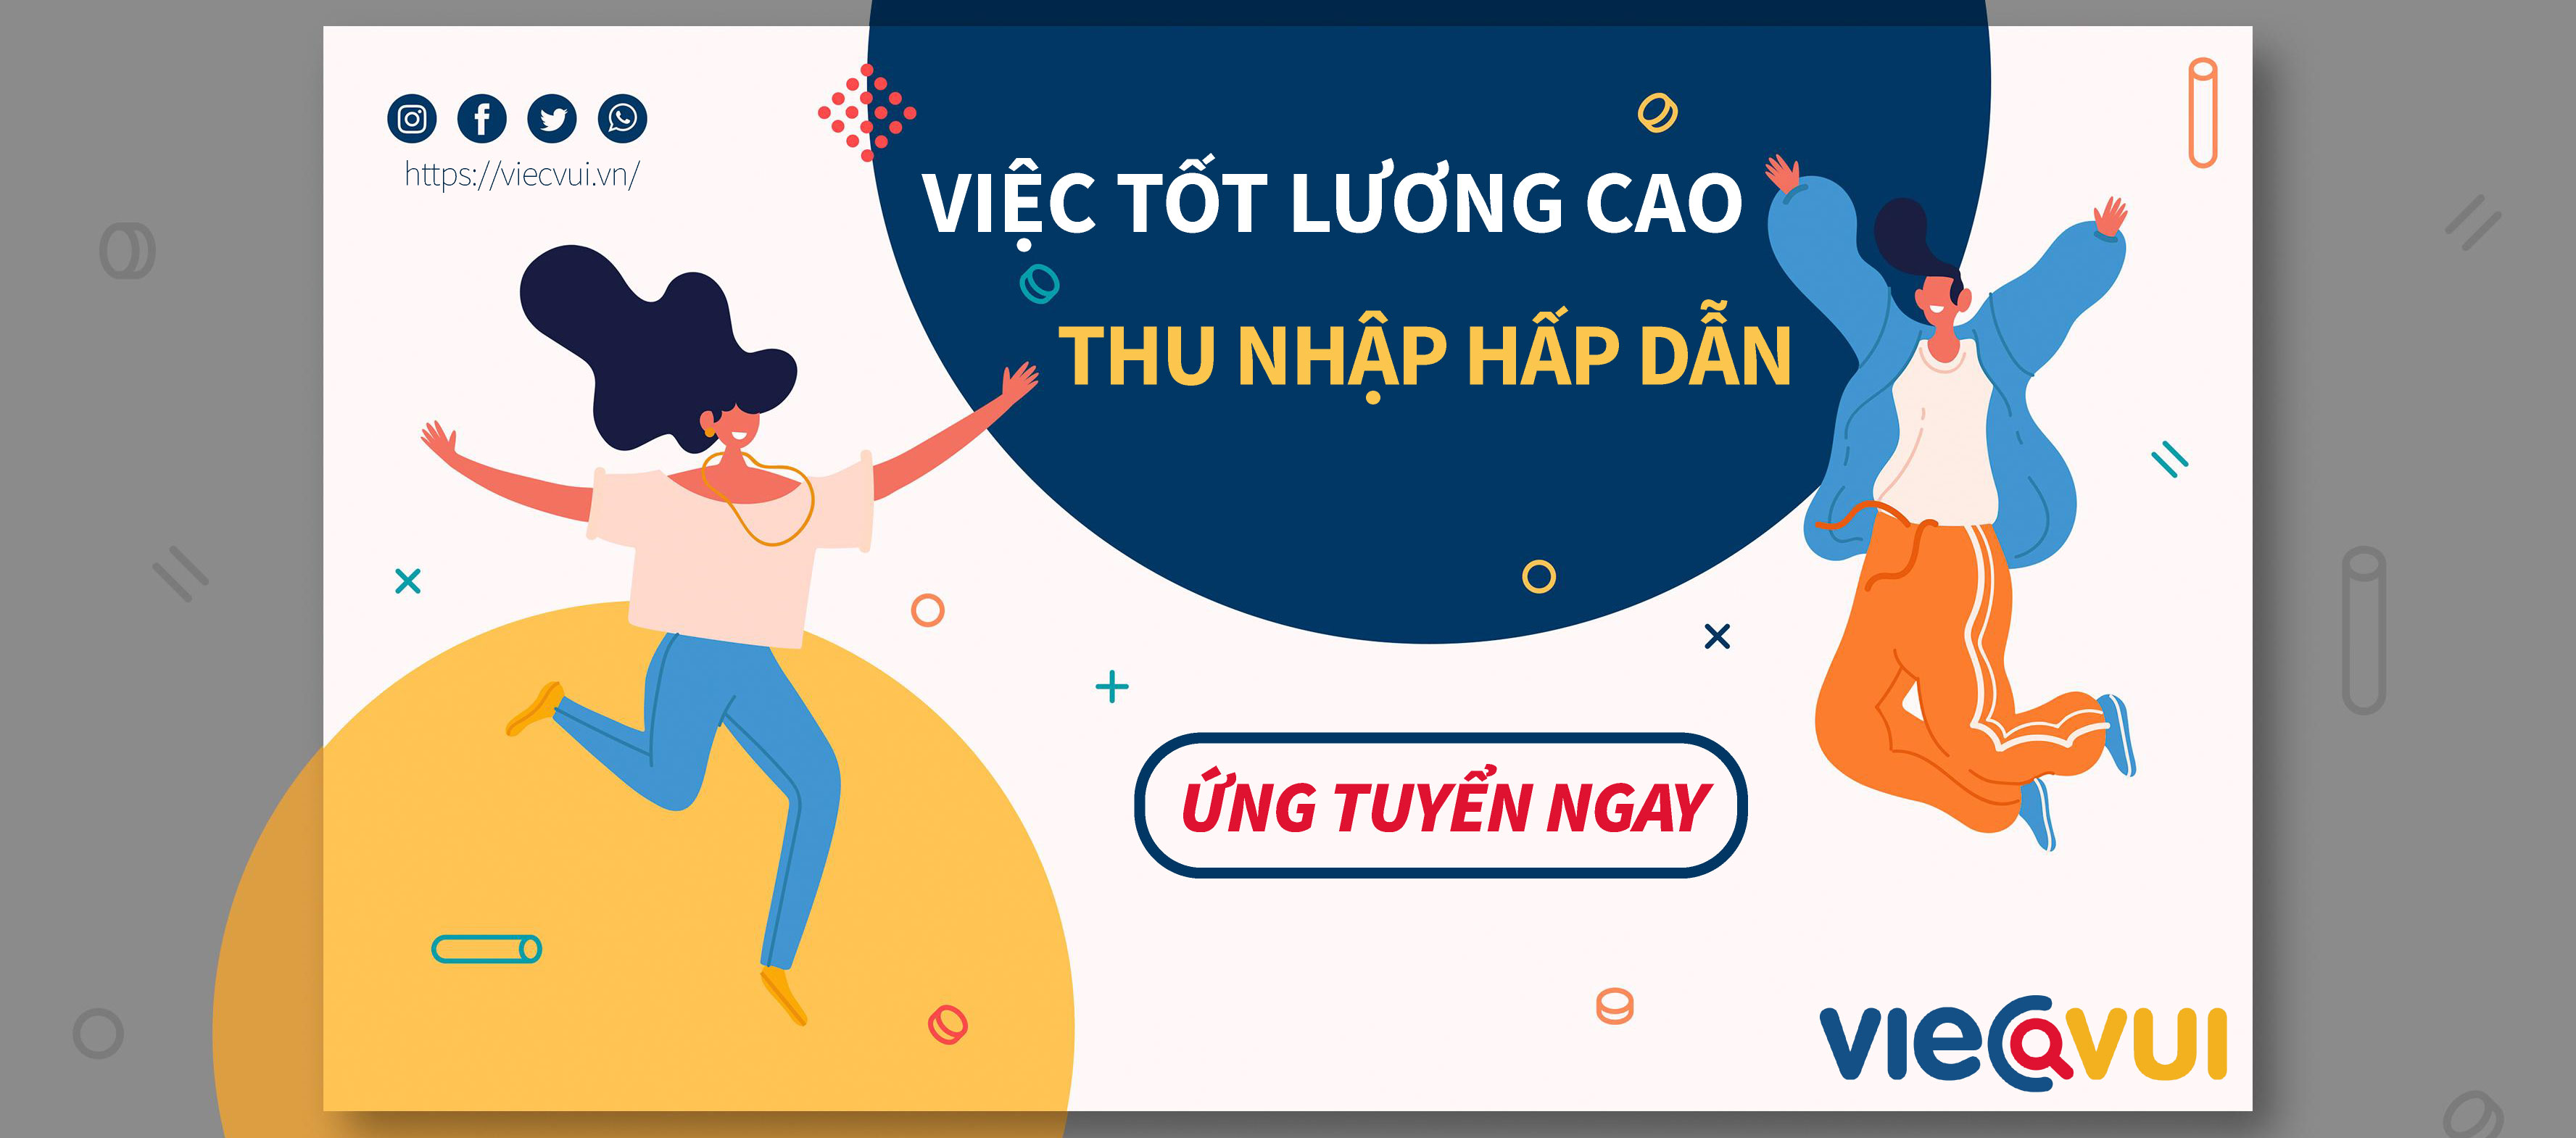 https://viecvui.vn/
VIỆC TỐT LƯƠNG CAO
THU NHẬP HẤP DẪN
ỨNG TUYỂN NGAY
VIECVUI